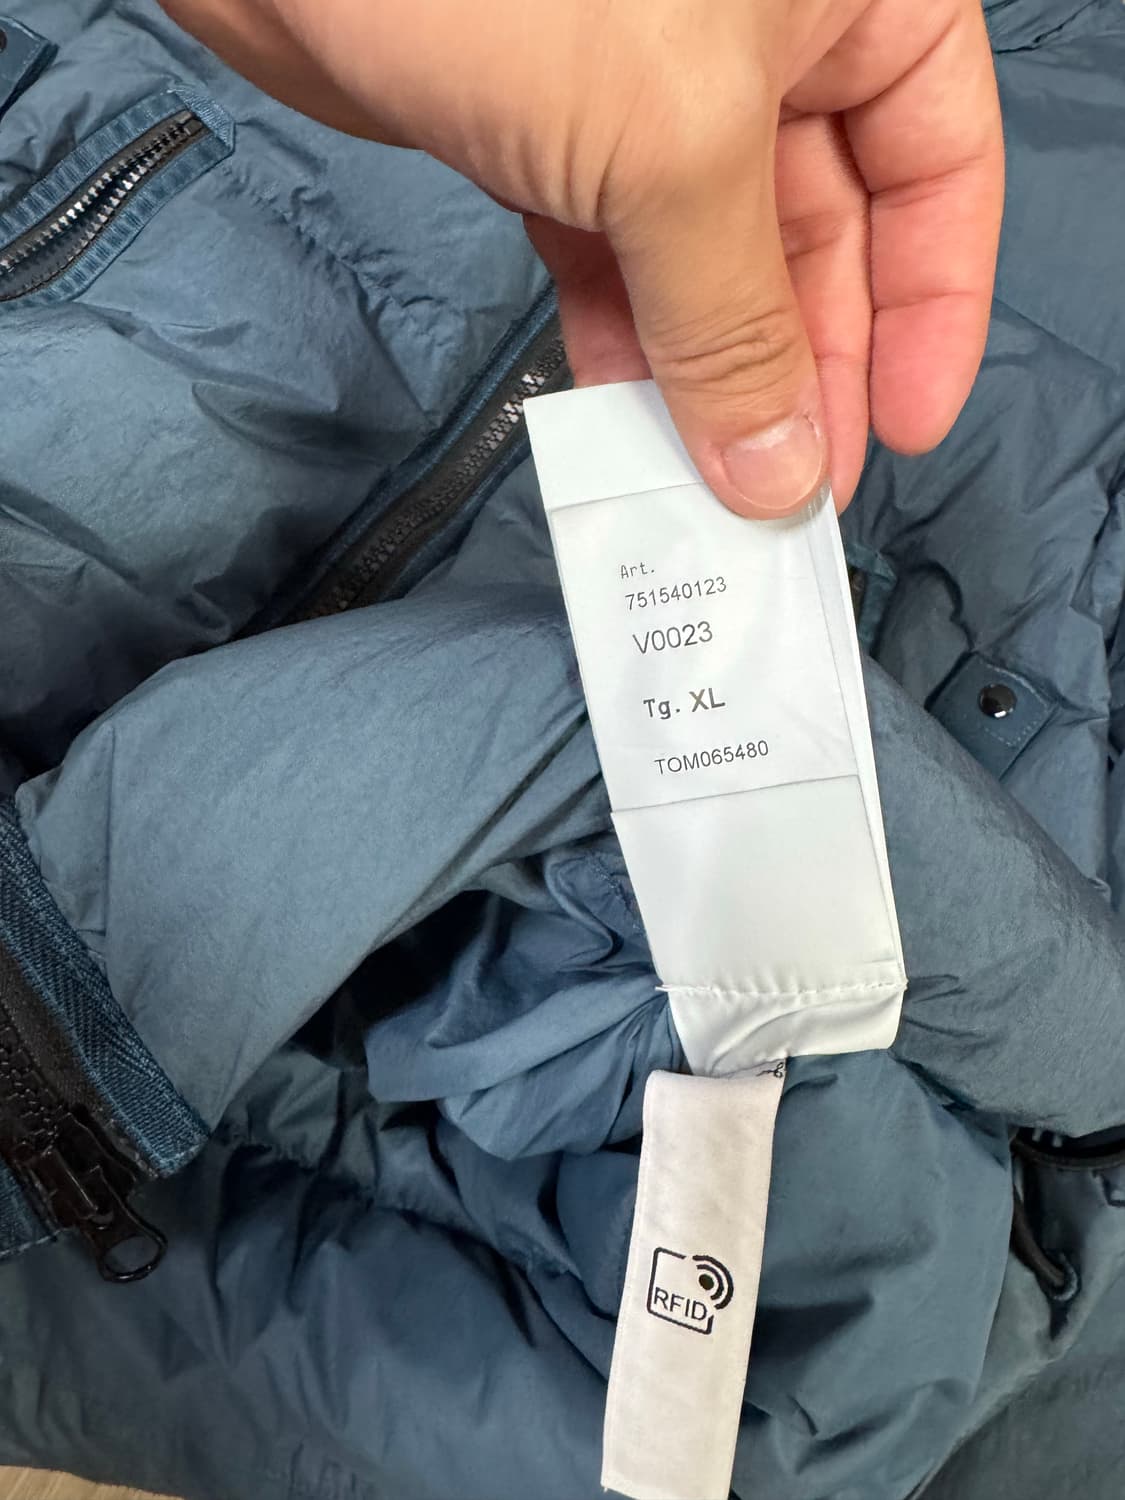 Art.
751540123
V0023
Tg. XL
TOM065480
RFID